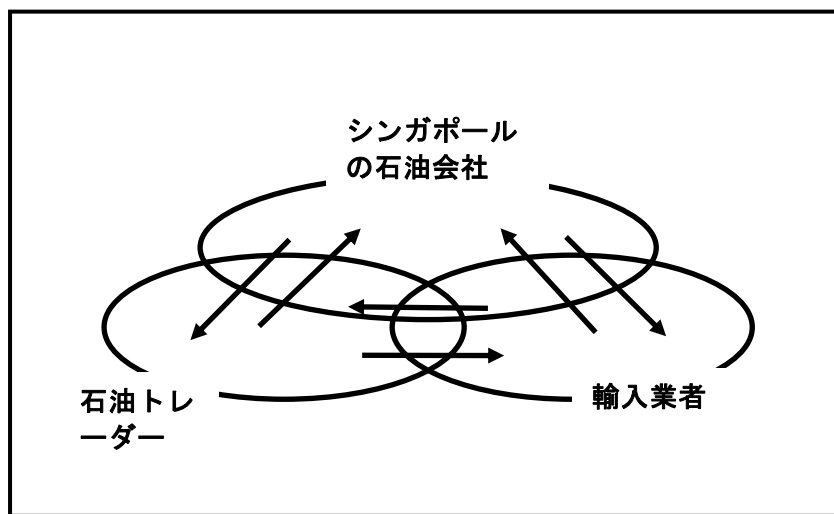 シンガポール
の石油会社
石油トレ
ーダー
輸入業者